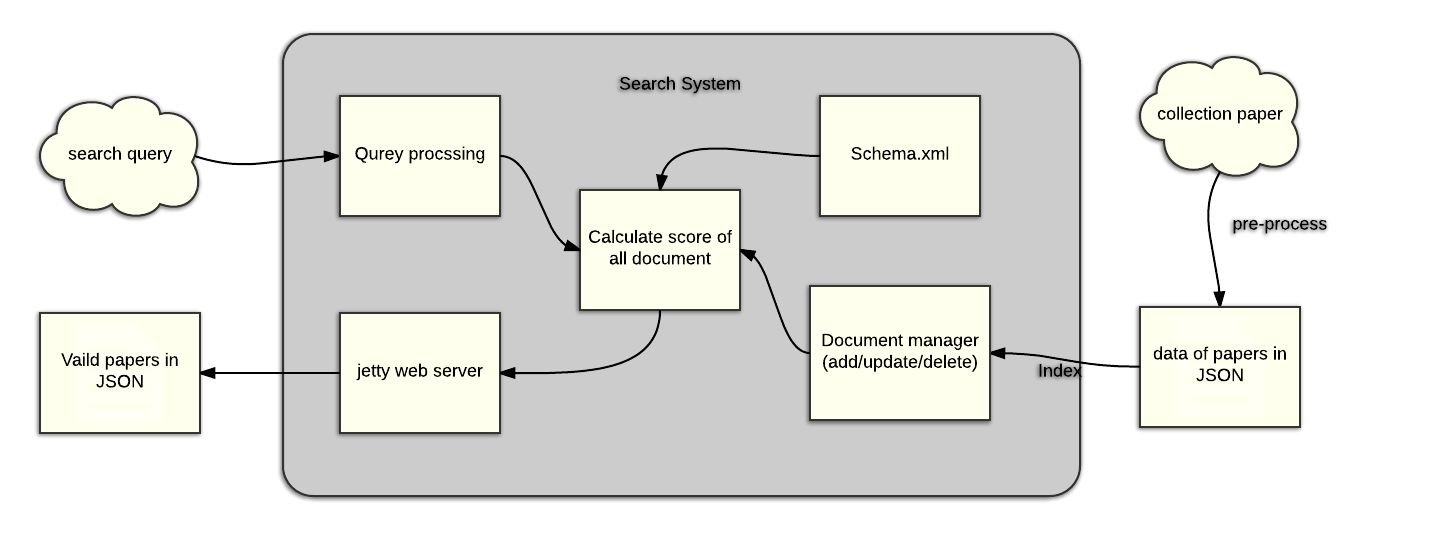 Search System
search query
Qurey procssing
Schema.xml
collection paper
Calculate score of
all document
pre-process
Vaild papers in
JSON
jetty web server
Document manager
(add/update/delete)
Index
data of papers in
JSON